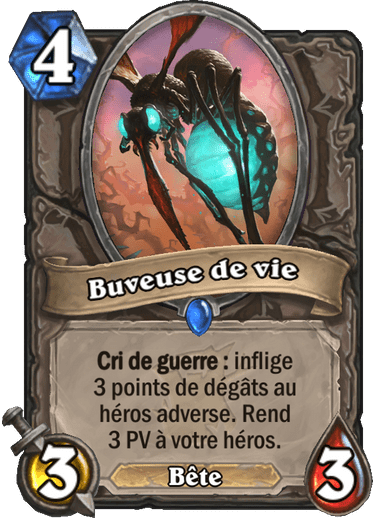 4
Buveuse de vie
Cri de guerre : inflige
3 points de dégâts au
héros adverse. Rend
3 PV à votre héros.
3
Bête
3